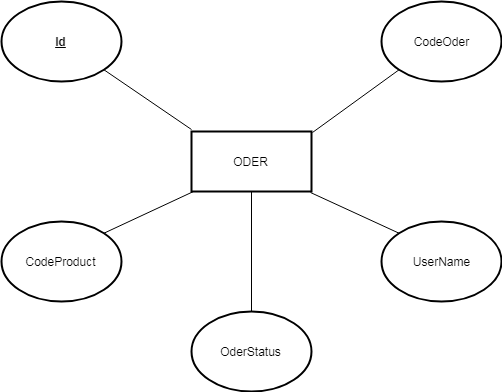 Id
CodeOder
ODER
CodeProduct
UserName
OderStatus